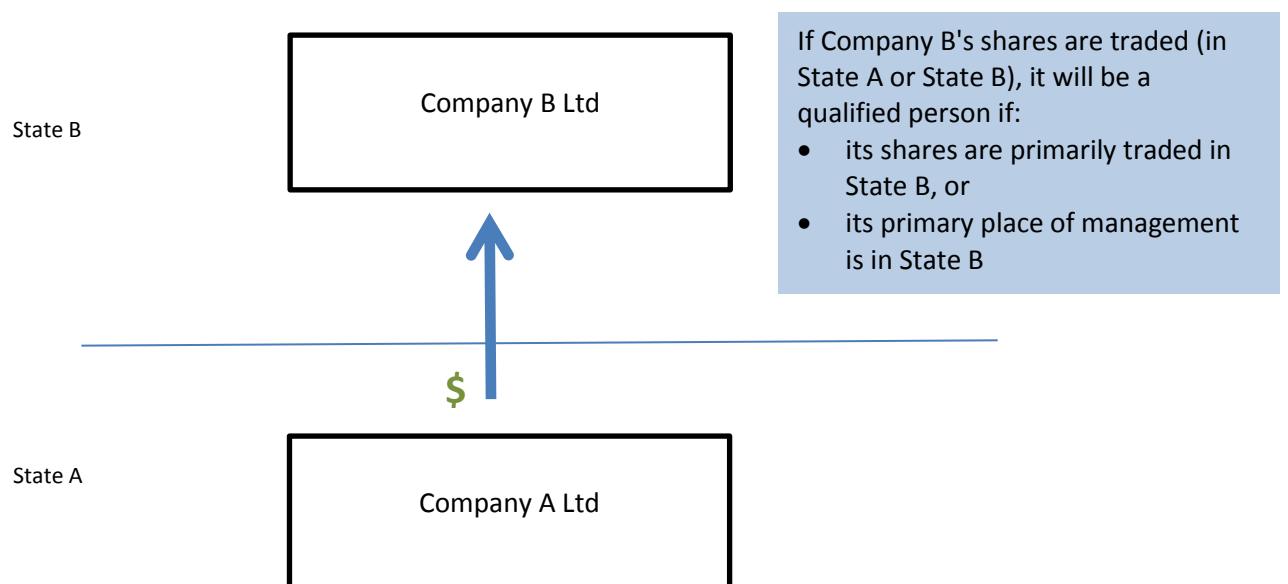 If Company B's shares are traded (in
State A or State B), it will be a
qualified person if:
• its shares are primarily traded in
State B, or
• its primary place of management
is in State B
Company B Ltd
State B
$
State A
Company A Ltd